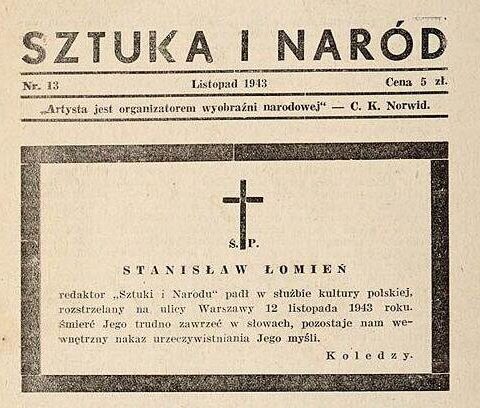 SZTUKA I NARÓD
Nr. 13 Listopad 1943 Cena 5 zł.
„Artysta jest organizatorem wyobraźni narodowej" — C. K. Norwid.
Ś. P.
STANISŁAW ŁOMIEŃ
redaktor „Sztuki i Narodu" padł w służbie kultury polskiej,
rozstrzelany na ulicy Warszawy 12 listopada 1943 roku.
śmierć Jego trudno zawrzeć w słowach, pozostaje nam we-
wnętrzny nakaz urzeczywistniania Jego myśli.
Koledzy.